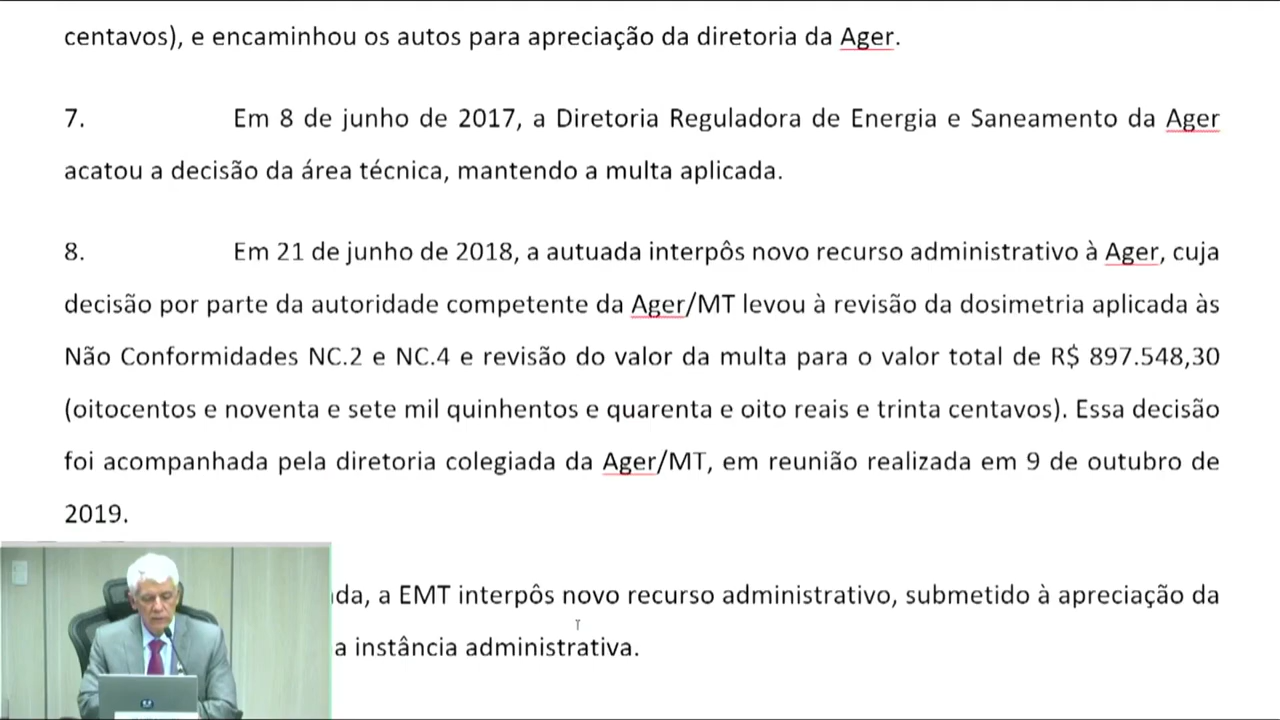 centavos), e encaminhou os autos para apreciação da diretoria da Ager.
7. Em 8 de junho de 2017, a Diretoria Reguladora de Energia e Saneamento da Ager
acatou a decisão da área técnica, mantendo a multa aplicada.
8. Em 21 de junho de 2018, a autuada interpôs novo recurso administrativo à Ager, cuja
decisão por parte da autoridade competente da Ager/MT levou à revisão da dosimetria aplicada às
Não Conformidades NC.2 e NC.4 e revisão do valor da multa para o valor total de R$ 897.548,30
(oitocentos e noventa e sete mil quinhentos e quarenta e oito reais e trinta centavos). Essa decisão
foi acompanhada pela diretoria colegiada da Ager/MT, em reunião realizada em 9 de outubro de
2019.
da, a EMT interpôs novo recurso administrativo, submetido à apreciação da
a instância administrativa.